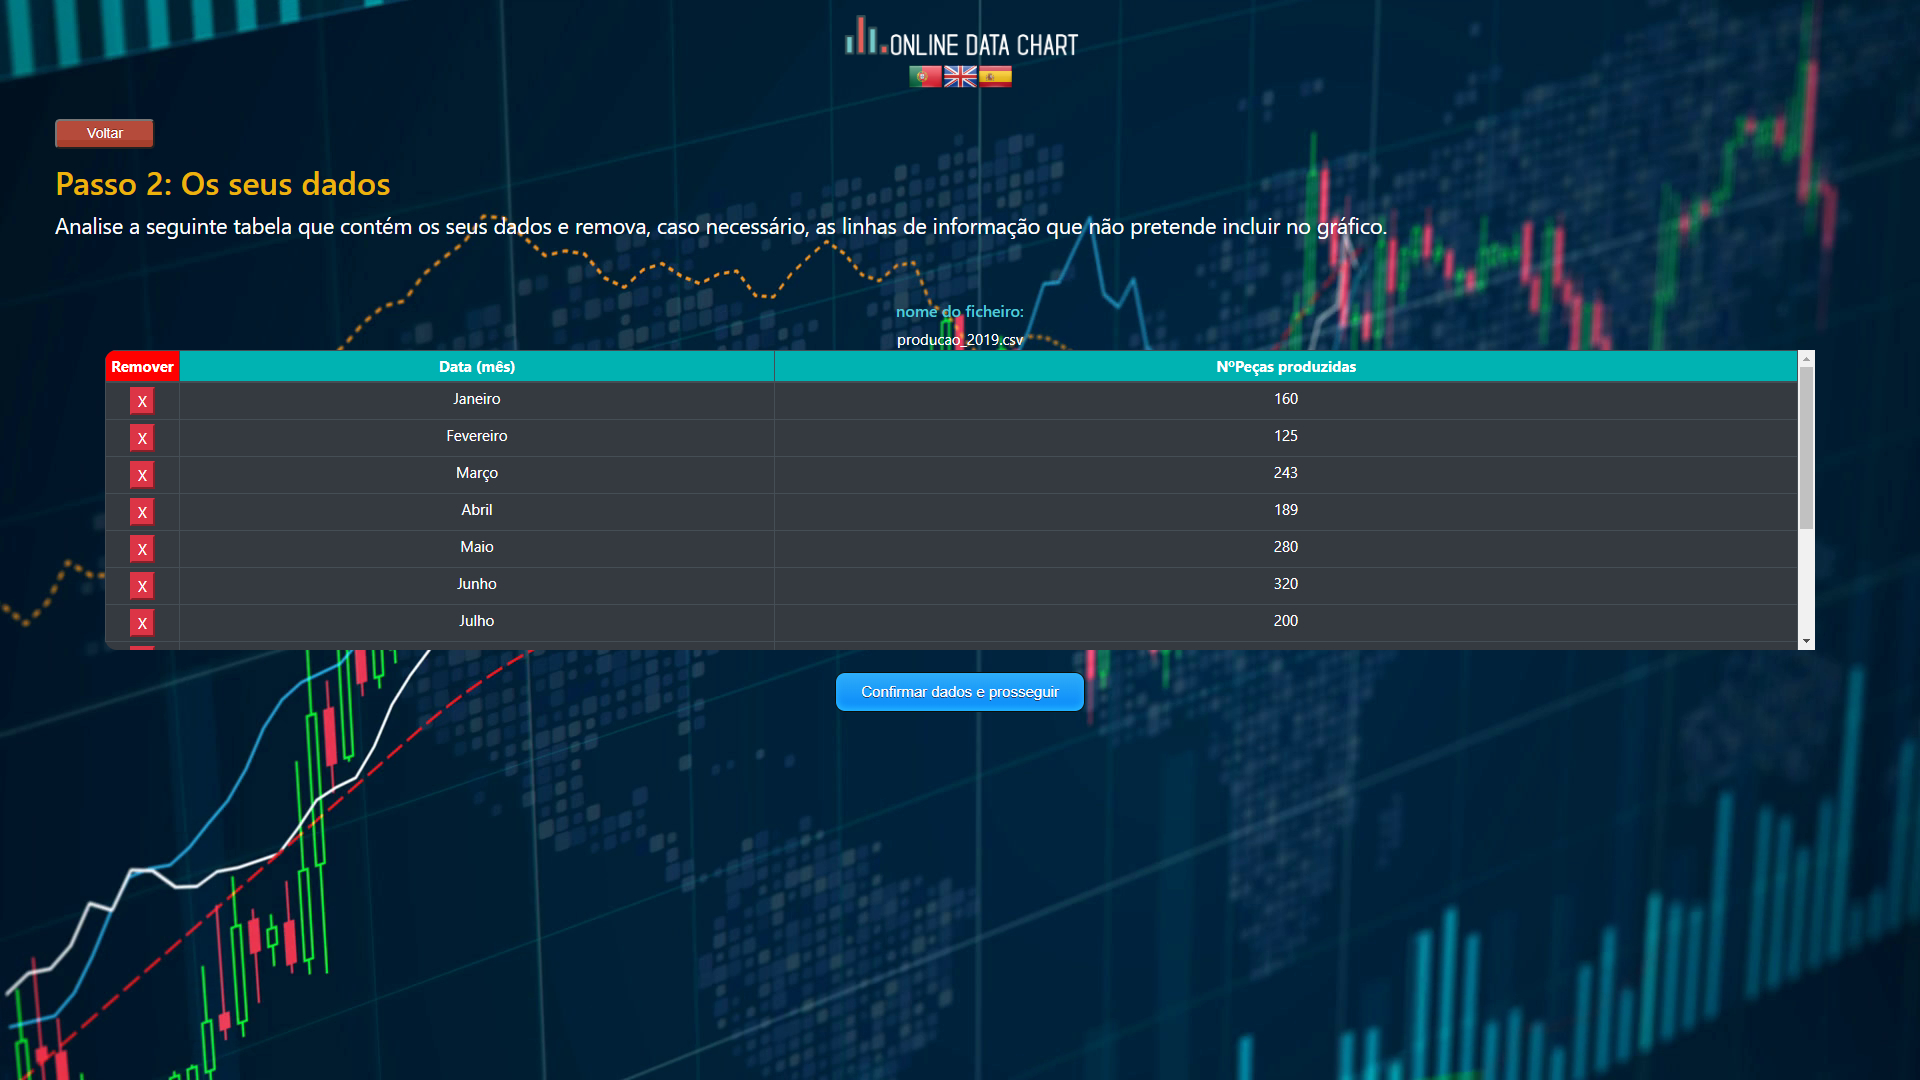 ONLINE DATA CHART
Voltar
Passo 2: Os seus dados
Analise a seguinte tabela que contém os seus dados e remova, caso necessário, as linhas de informação que não pretende incluir no gráfico.
nome do ficheiro:
producao_2019.csv
Remover Data (mês) NºPeças produzidas
X Janeiro 160
X Fevereiro 125
X Março 243
X Abril 189
X Maio 280
X Junho 320
X Julho 200
Confirmar dados e prosseguir